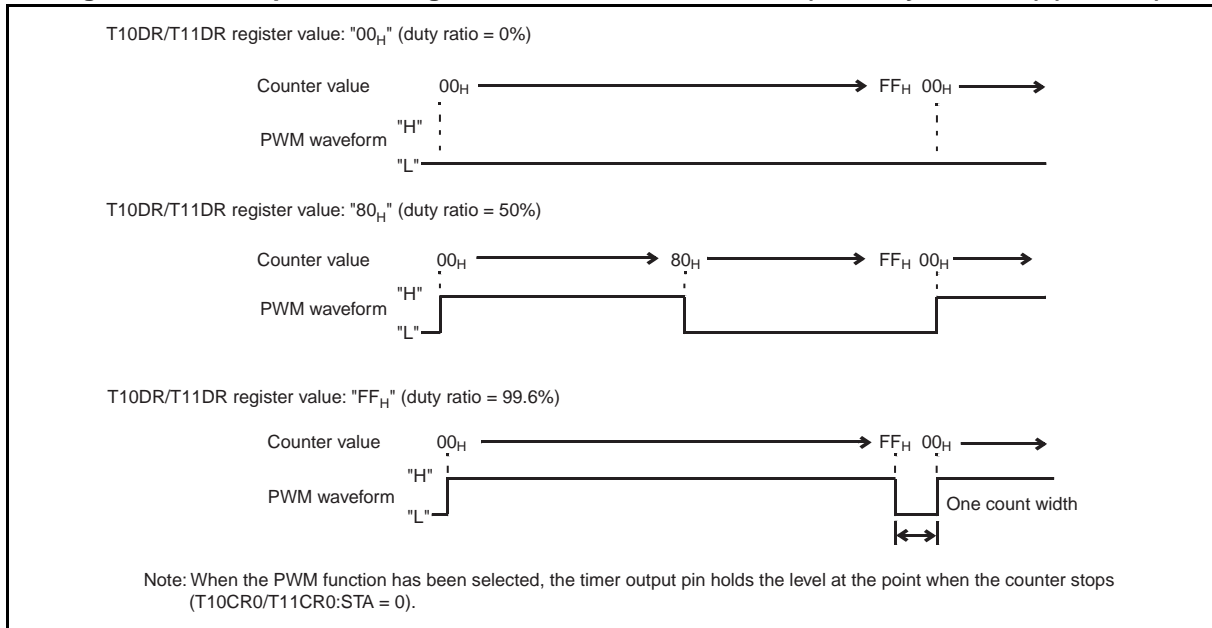 T10DR/T11DR register value: "00H" (duty ratio = 0%)
Counter value 00H FFH 00H
"H"
PWM waveform
"L"
T10DR/T11DR register value: "80H" (duty ratio = 50%)
Counter value 00H 80H FFH 00H
"H"
PWM waveform
"L"
T10DR/T11DR register value: "FFH" (duty ratio = 99.6%)
Counter value 00H FFH 00H
"H"
PWM waveform
"L"
One count width
Note: When the PWM function has been selected, the timer output pin holds the level at the point when the counter stops
(T10CR0/T11CR0:STA = 0).